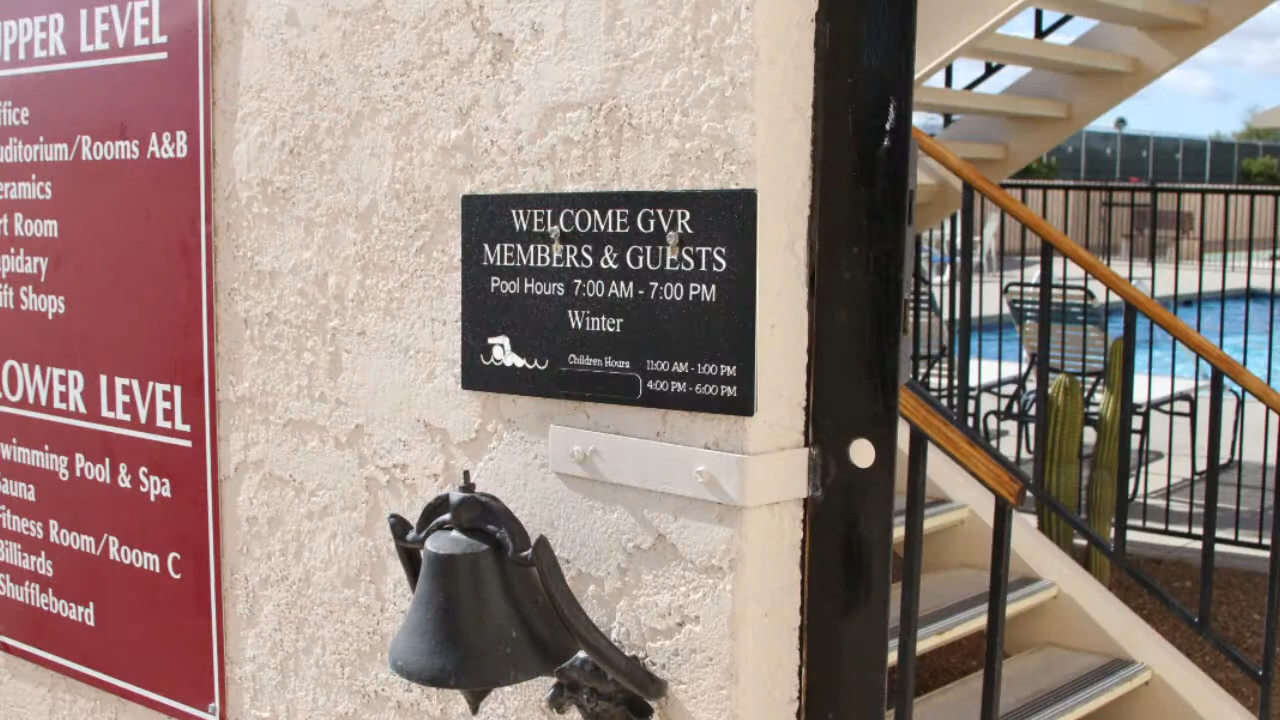 UPPER LEVEL
ffice
uditorium/Rooms A&B
eramics
rt Room
apidary
ift Shops
LOWER LEVEL
wimming Pool & Spa
auna
Fitness Room/Room C
Billiards
Shuffleboard
WELCOME GVR
MEMBERS & GUESTS
Pool Hours 7:00 AM - 7:00 PM
Winter
Children Hours 11:00 AM - 1:00 PM
4:00 PM - 6:00 PM